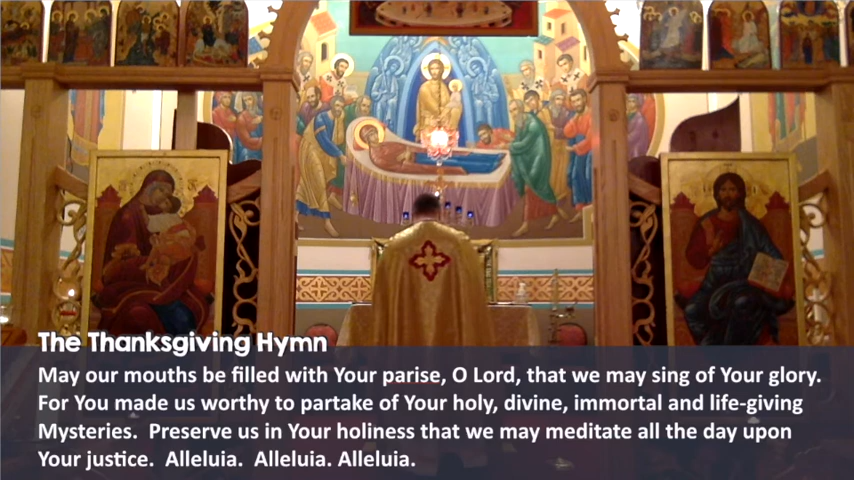 The Thanksgiving Hymn
May our mouths be filled with Your parise, O Lord, that we may sing of Your glory.
For You made us worthy to partake of Your holy, divine, immortal and life-giving
Mysteries.  Preserve us in Your holiness that we may meditate all the day upon
Your justice.  Alleluia.  Alleluia. Alleluia.